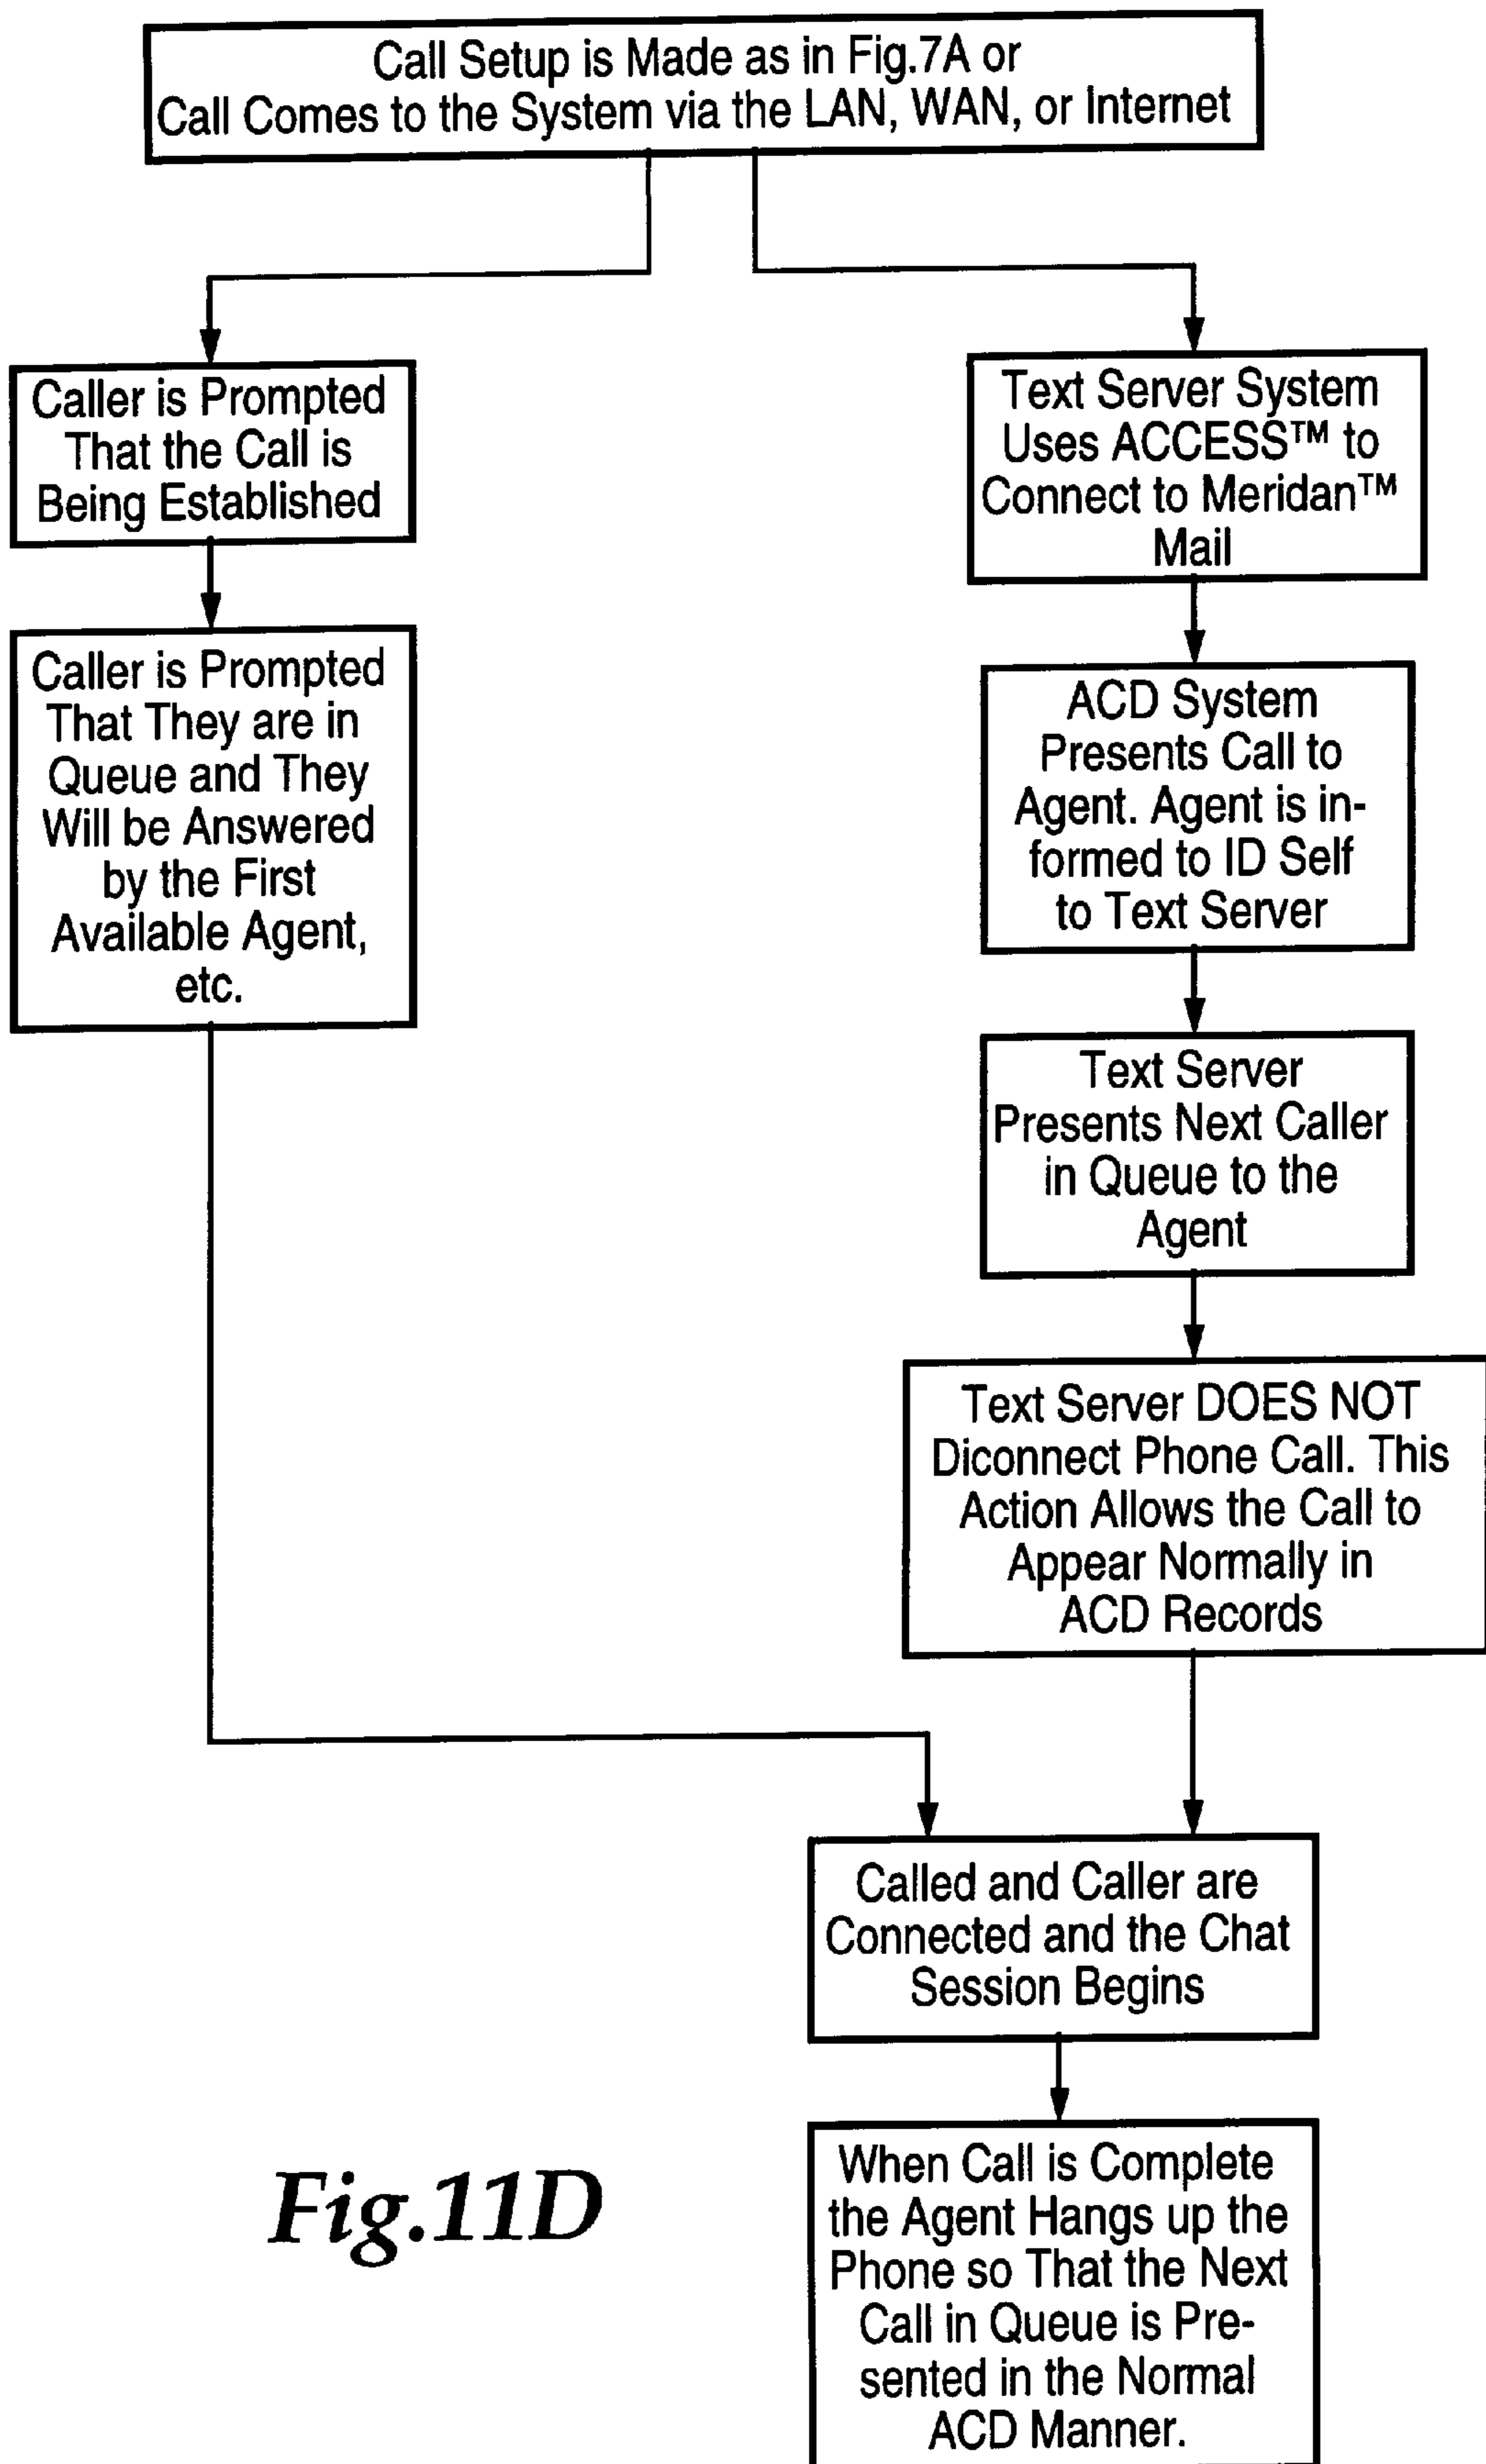 Call Setup is Made as in Fig.7A or
Call Comes to the System via the LAN, WAN, or Internet
Caller is Prompted
That the Call is
Being Established
Caller is Prompted
That They are in
Queue and They
Will be Answered
by the First
Available Agent,
etc.
Text Server System
Uses ACCESS™ to
Connect to Meridan™
Mail
ACD System
Presents Call to
Agent. Agent is in-
formed to ID Self
to Text Server
Text Server
Presents Next Caller
in Queue to the
Agent
Text Server DOES NOT
Diconnect Phone Call. This
Action Allows the Call to
Appear Normally in
ACD Records
Called and Caller are
Connected and the Chat
Session Begins
When Call is Complete
the Agent Hangs up the
Phone so That the Next
Call in Queue is Pre-
sented in the Normal
ACD Manner.
Fig.11D